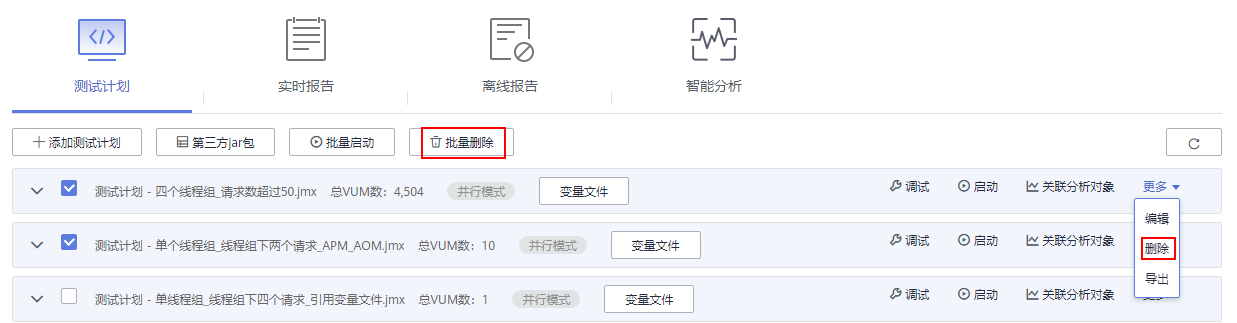 测试计划 实时报告 离线报告 智能分析
添加测试计划 第三方jar包 批量启动 批量删除
测试计划 - 四个线程组_请求数超过50.jmx 总VUM数：4,504 并行模式 变量文件 调试 启动 关联分析对象 更多
编辑
测试计划 - 单个线程组_线程组下两个请求_APM_AOM.jmx 总VUM数：10 并行模式 变量文件 调试 启动 关联分析对象
删除
导出
测试计划 - 单线程组_线程组下四个请求_引用变量文件.jmx 总VUM数：1 并行模式 变量文件 调试 启动 关联分析对象